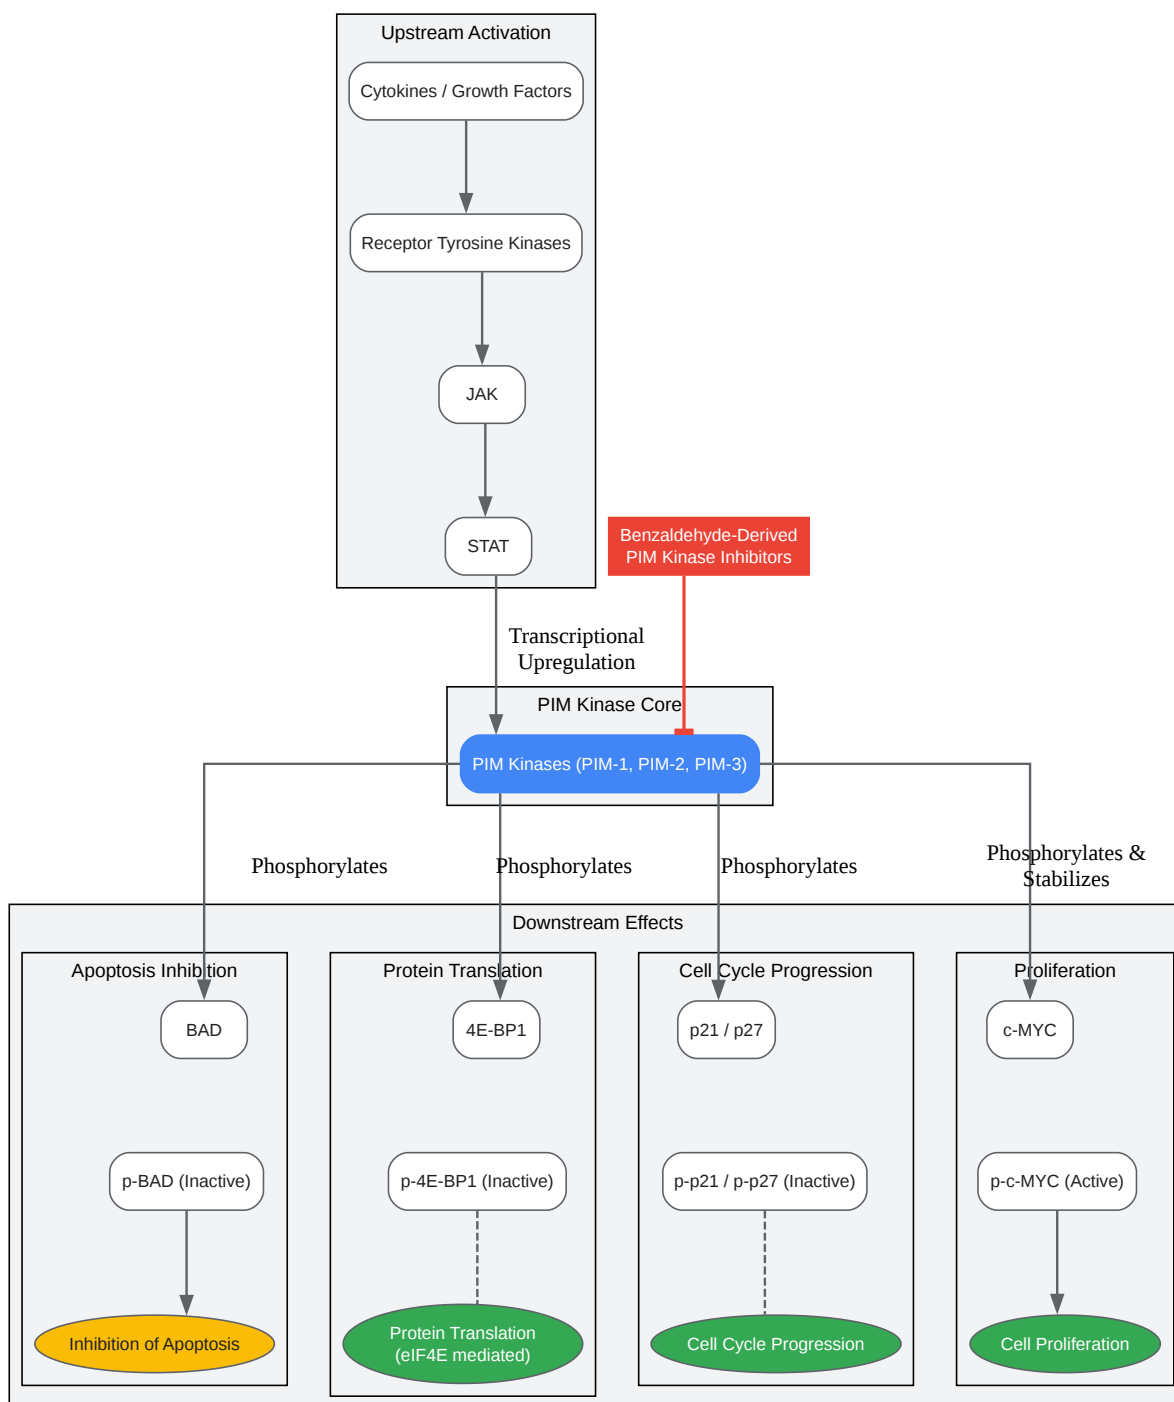 Upstream Activation
Cytokines / Growth Factors
Receptor Tyrosine Kinases
JAK
STAT
Benzaldehyde-Derived
PIM Kinase Inhibitors
Transcriptional
Upregulation
PIM Kinase Core
PIM Kinases (PIM-1, PIM-2, PIM-3)
Phosphorylates
Phosphorylates
Phosphorylates
Phosphorylates &
Stabilizes
Downstream Effects
Apoptosis Inhibition
BAD
p-BAD (Inactive)
Inhibition of Apoptosis
Protein Translation
4E-BP1
p-4E-BP1 (Inactive)
Protein Translation
(eIF4E mediated)
Cell Cycle Progression
p21 / p27
p-p21 / p-p27 (Inactive)
Cell Cycle Progression
Proliferation
c-MYC
p-c-MYC (Active)
Cell Proliferation